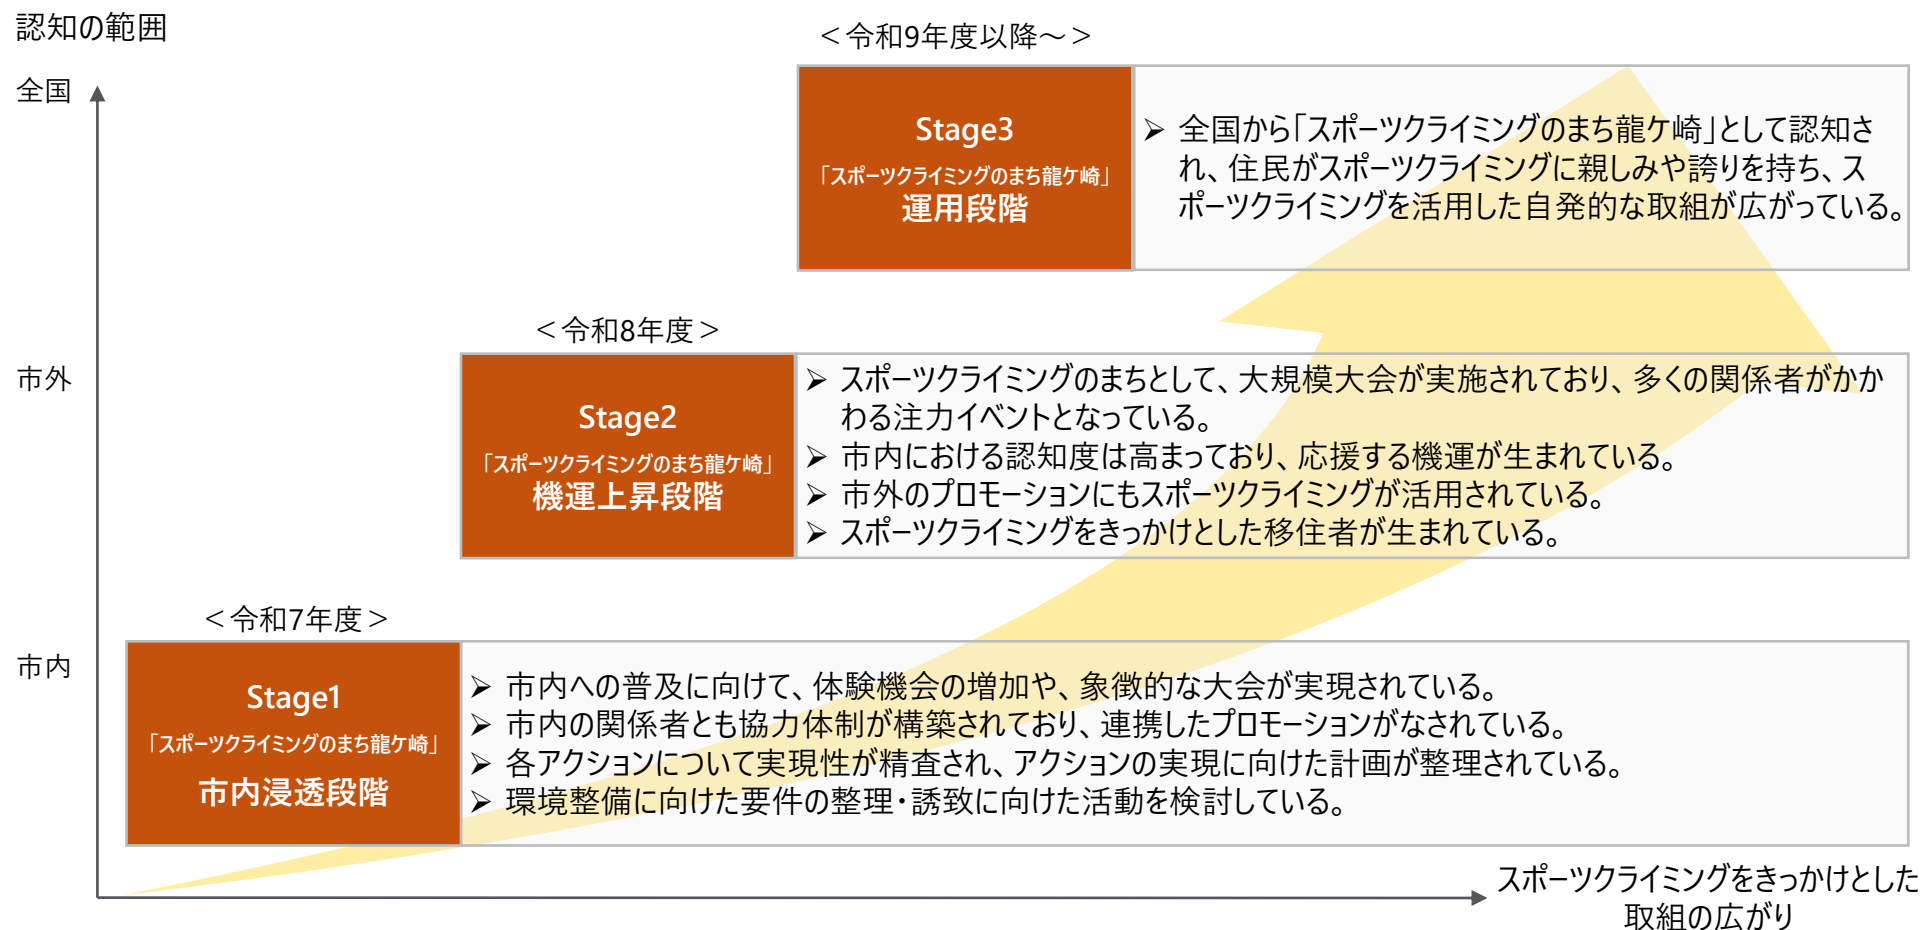 認知の範囲
全国
＜令和9年度以降～＞
Stage3
「スポーツクライミングのまち龍ケ崎」
運用段階
➢ 全国から「スポーツクライミングのまち龍ケ崎」として認知さ
れ、住民がスポーツクライミングに親しみや誇りを持ち、ス
ポーツクライミングを活用した自発的な取組が広がっている。
市外
＜令和8年度＞
Stage2
「スポーツクライミングのまち龍ケ崎」
機運上昇段階
➢ スポーツクライミングのまちとして、大規模大会が実施されており、多くの関係者がかか
わる注力イベントとなっている。
➢ 市内における認知度は高まっており、応援する機運が生まれている。
➢ 市外のプロモーションにもスポーツクライミングが活用されている。
➢ スポーツクライミングをきっかけとした移住者が生まれている。
市内
＜令和7年度＞
Stage1
「スポーツクライミングのまち龍ケ崎」
市内浸透段階
➢ 市内への普及に向けて、体験機会の増加や、象徴的な大会が実現されている。
➢ 市内の関係者とも協力体制が構築されており、連携したプロモーションがなされている。
➢ 各アクションについて実現性が精査され、アクションの実現に向けた計画が整理されている。
➢ 環境整備に向けた要件の整理・誘致に向けた活動を検討している。
スポーツクライミングをきっかけとした
取組の広がり